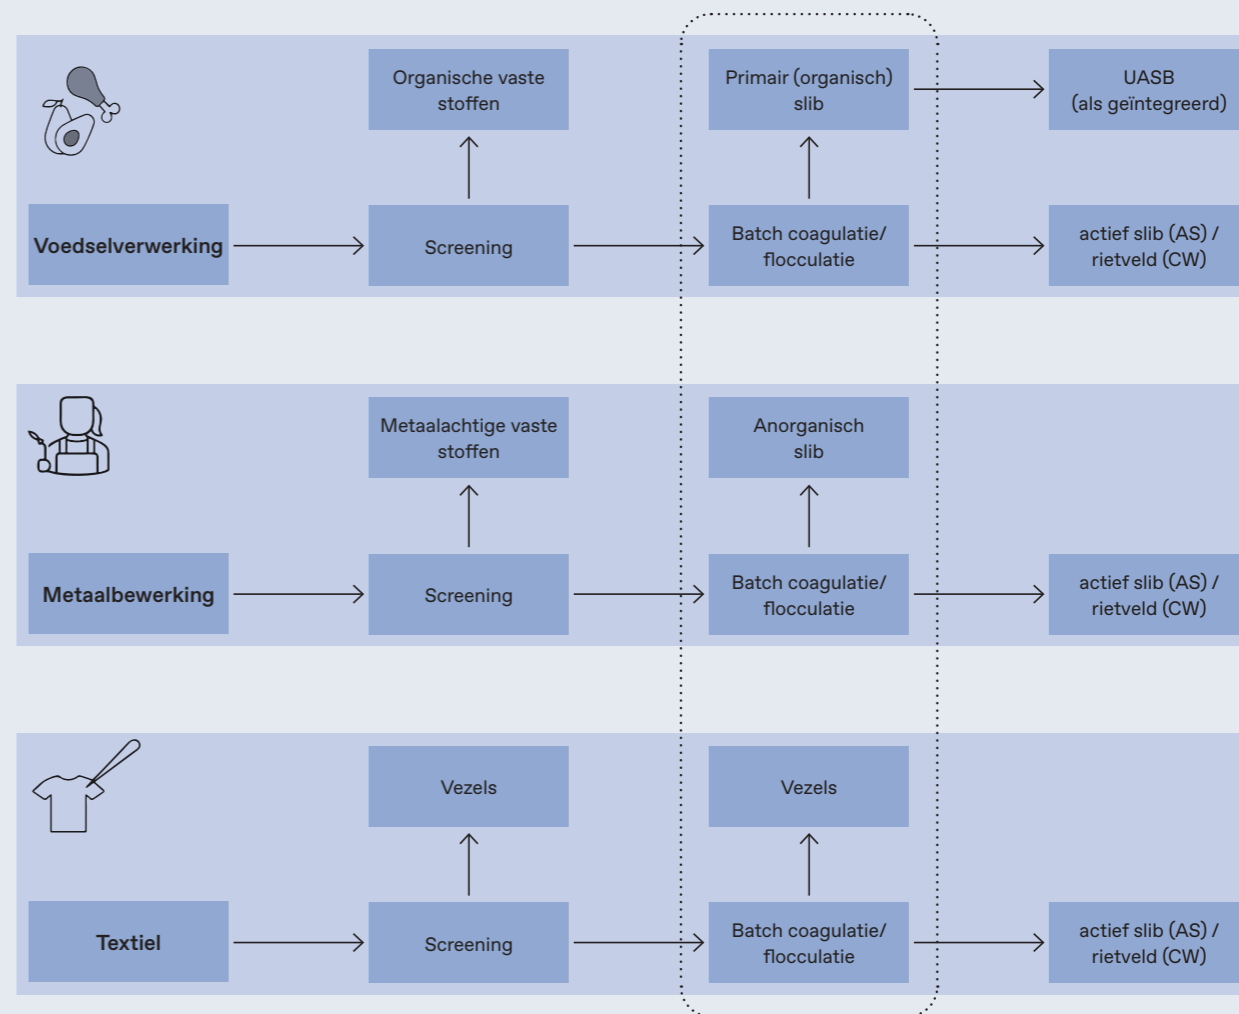 Organische vaste
stoffen
Primair (organisch)
slib
UASB
(als geïntegreerd)
Voedselverwerking
Screening
Batch coagulatie/
flocculatie
actief slib (AS) /
rietveld (CW)
Metaalachtige vaste
stoffen
Anorganisch
slib
Metaalbewerking
Screening
Batch coagulatie/
flocculatie
actief slib (AS) /
rietveld (CW)
Vezels
Vezels
Textiel
Screening
Batch coagulatie/
flocculatie
actief slib (AS) /
rietveld (CW)